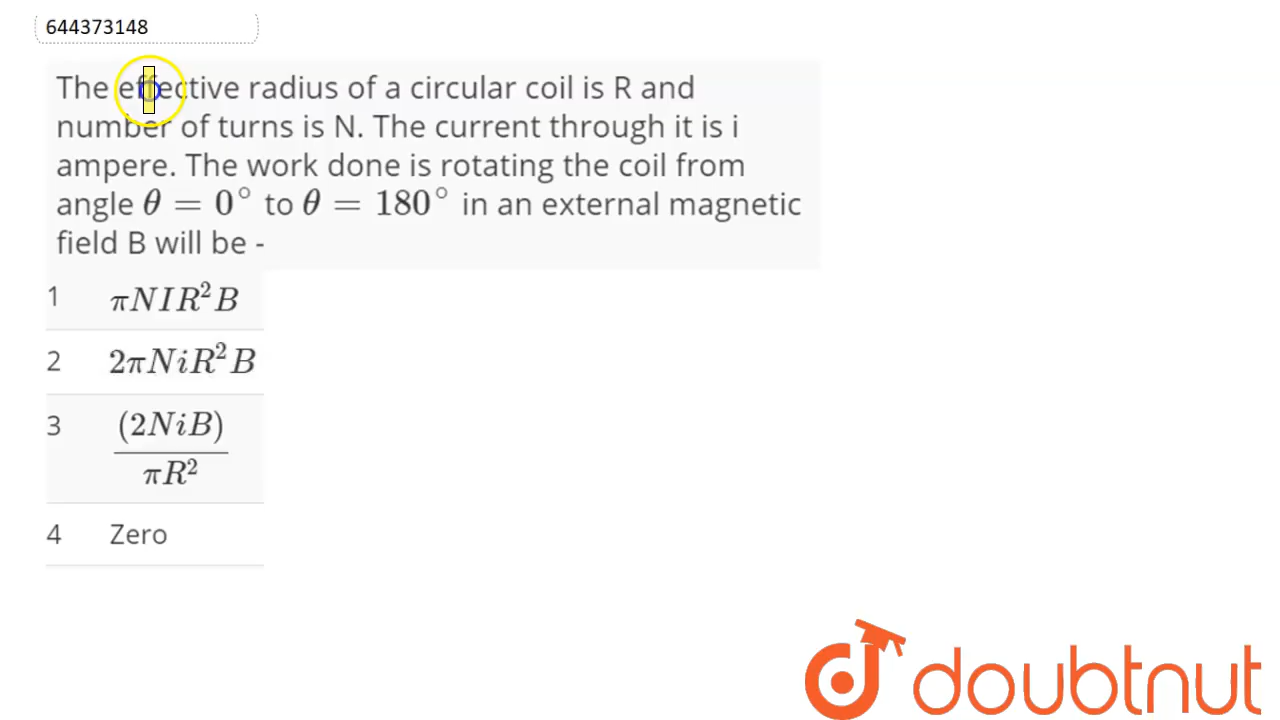 644373148
The effective radius of a circular coil is R and
number of turns is N. The current through it is i
ampere. The work done is rotating the coil from
angle θ = 0° to θ = 180° in an external magnetic
field B will be -
1 πNIR²B
2 2πNiR²B
3 (2NiB)
πR²
4 Zero
doubtnut